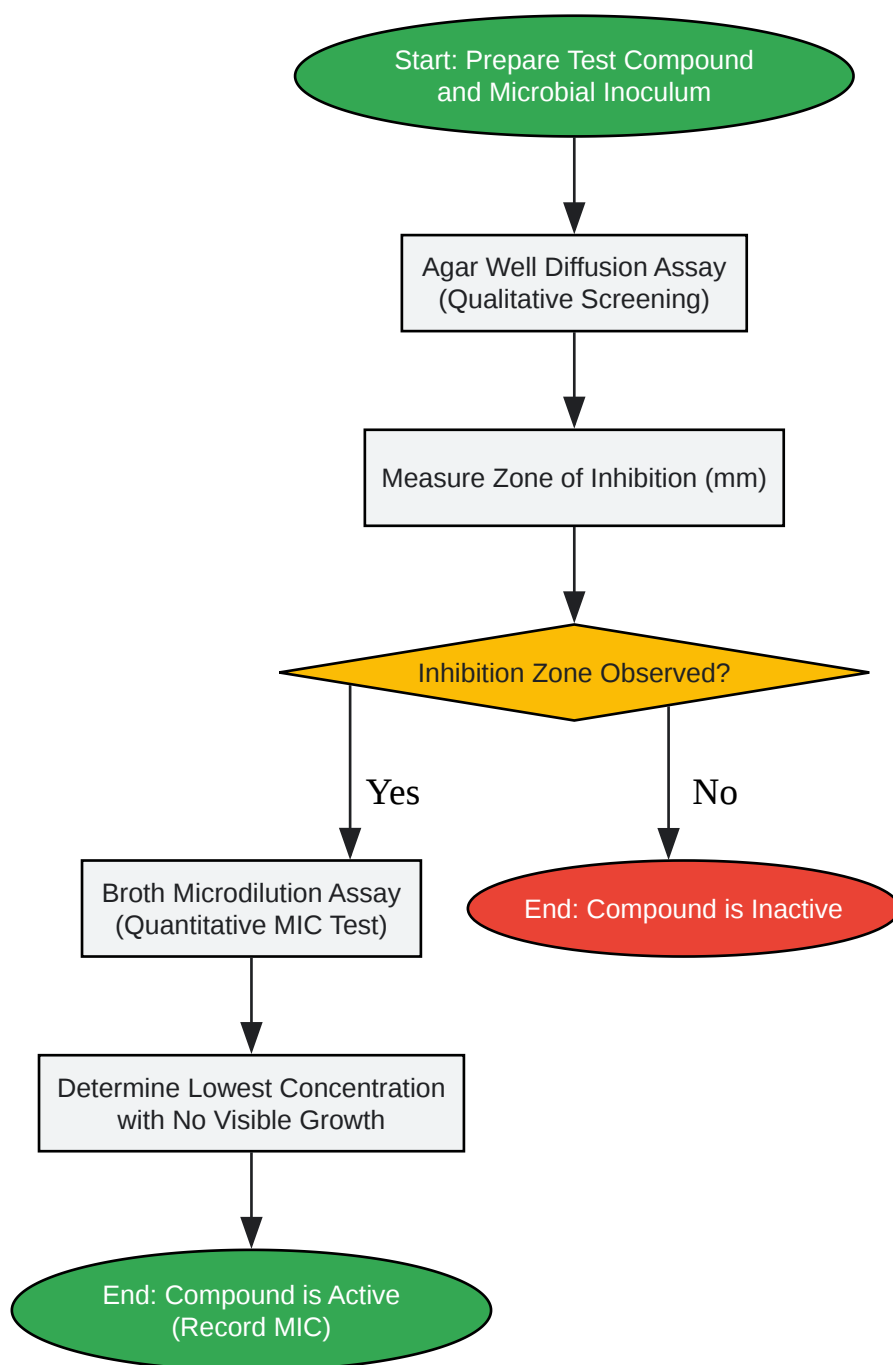 Start: Prepare Test Compound
and Microbial Inoculum
Agar Well Diffusion Assay
(Qualitative Screening)
Measure Zone of Inhibition (mm)
Inhibition Zone Observed?
Yes
No
Broth Microdilution Assay
(Quantitative MIC Test)
End: Compound is Inactive
Determine Lowest Concentration
with No Visible Growth
End: Compound is Active
(Record MIC)